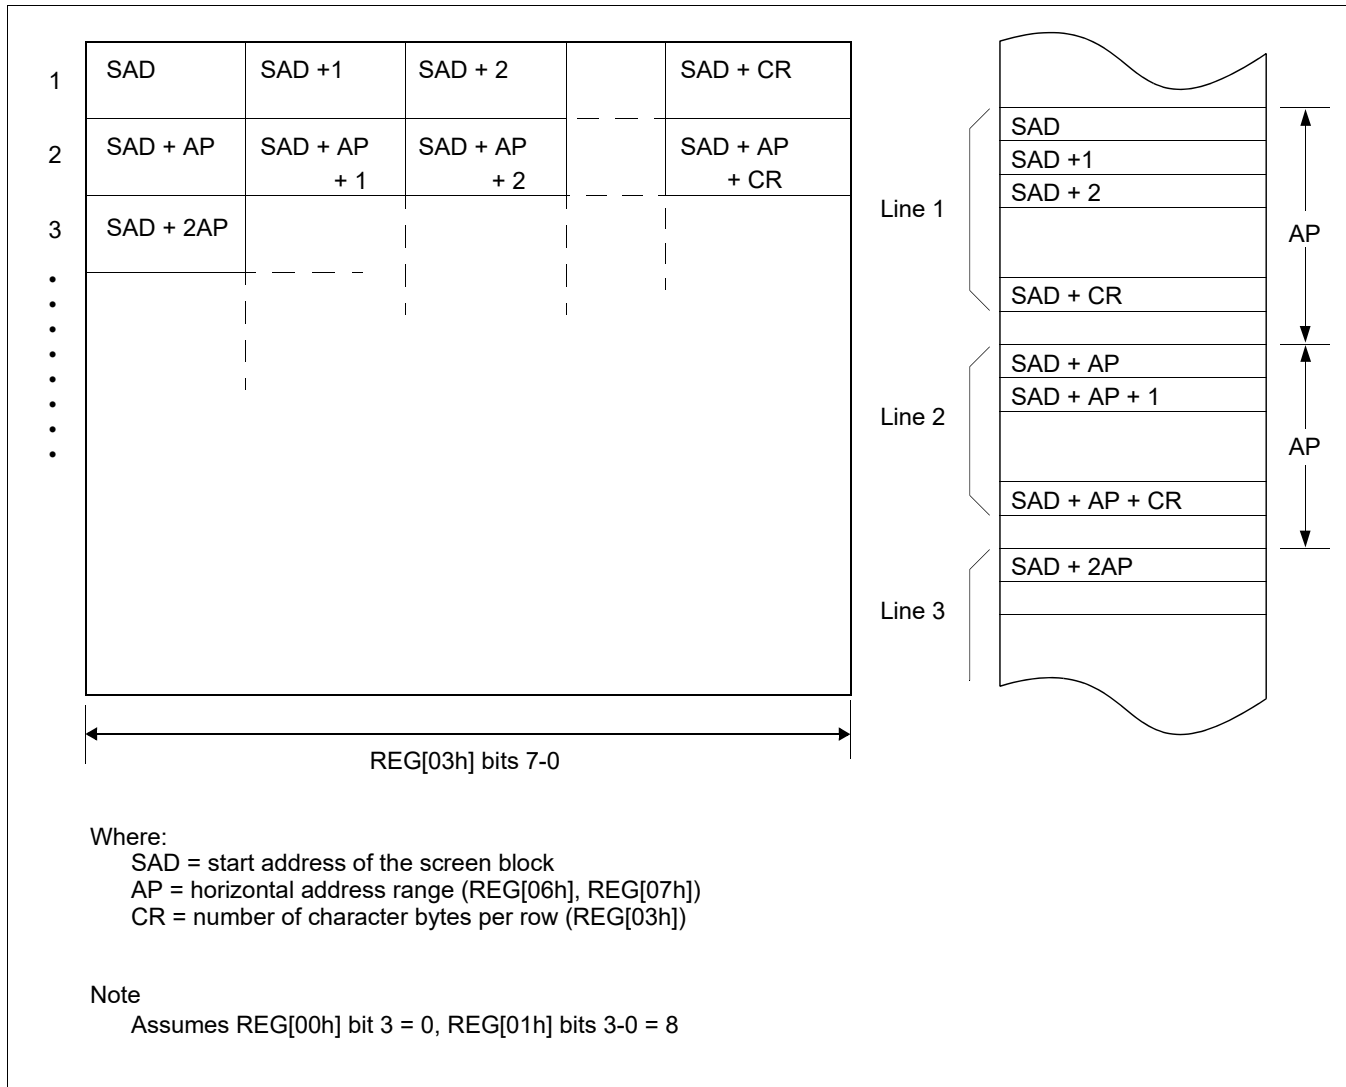 1
SAD
SAD +1
SAD + 2
SAD + CR
2
SAD + AP
SAD + AP
+ 1
SAD + AP
+ 2
SAD + AP
+ CR
3
SAD + 2AP
REG[03h] bits 7-0
Line 1
SAD
SAD +1
SAD + 2
SAD + CR
AP
Line 2
SAD + AP
SAD + AP + 1
SAD + AP + CR
AP
Line 3
SAD + 2AP
Where:
SAD = start address of the screen block
AP = horizontal address range (REG[06h], REG[07h])
CR = number of character bytes per row (REG[03h])
Note
Assumes REG[00h] bit 3 = 0, REG[01h] bits 3-0 = 8